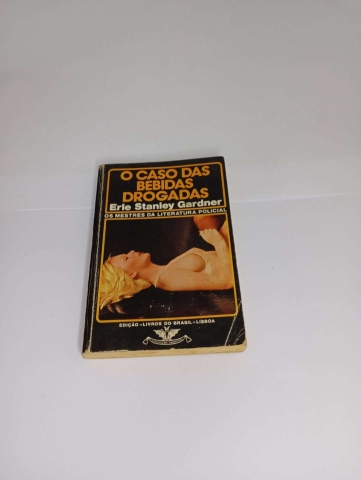 O CASO DAS
BEBIDAS
DROGADAS
Erle Stanley Gardner
OS MESTRES DA LITERATURA POLICIAL
EDIÇÃO · LIVROS DO BRASIL · LISBOA